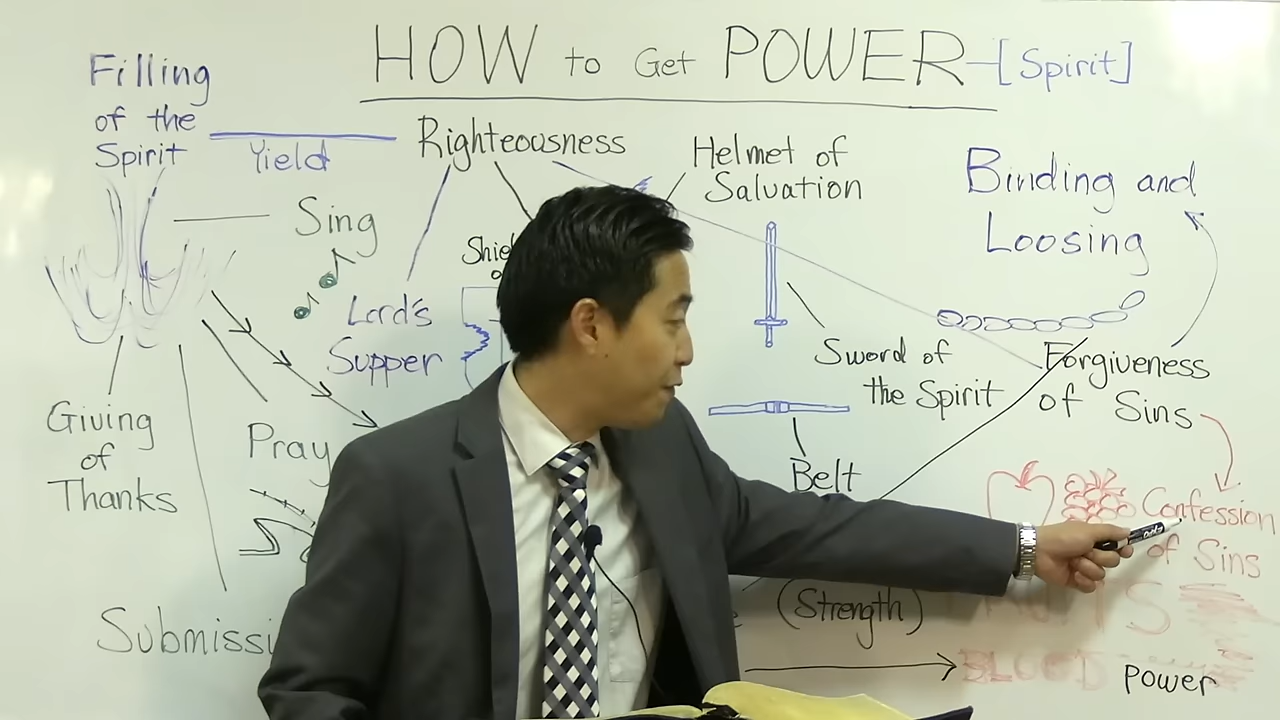 HOW to Get POWER-[Spirit]
Filling
of the
Spirit
Yield
Righteousness
Helmet of
Salvation
Binding and
Loosing
Sing
Lord's
Supper
Sword of
the Spirit
Forgiveness
of Sins
Giving
of
Thanks
Pray
Belt
Confession
of Sins
(Strength)
BLOOD
power